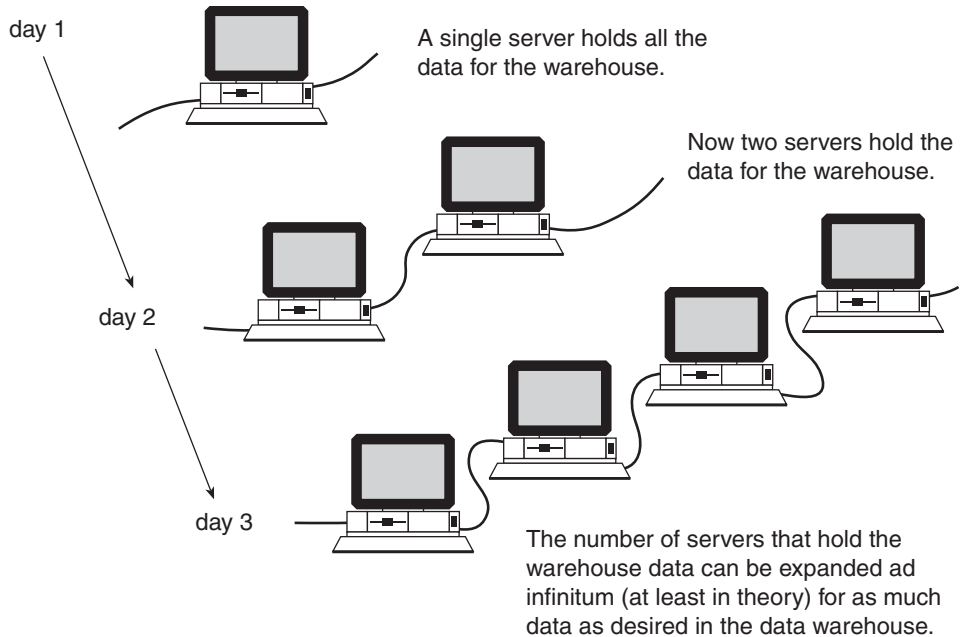 day 1
A single server holds all the
data for the warehouse.
Now two servers hold the
data for the warehouse.
day 2
day 3
The number of servers that hold the
warehouse data can be expanded ad
infinitum (at least in theory) for as much
data as desired in the data warehouse.